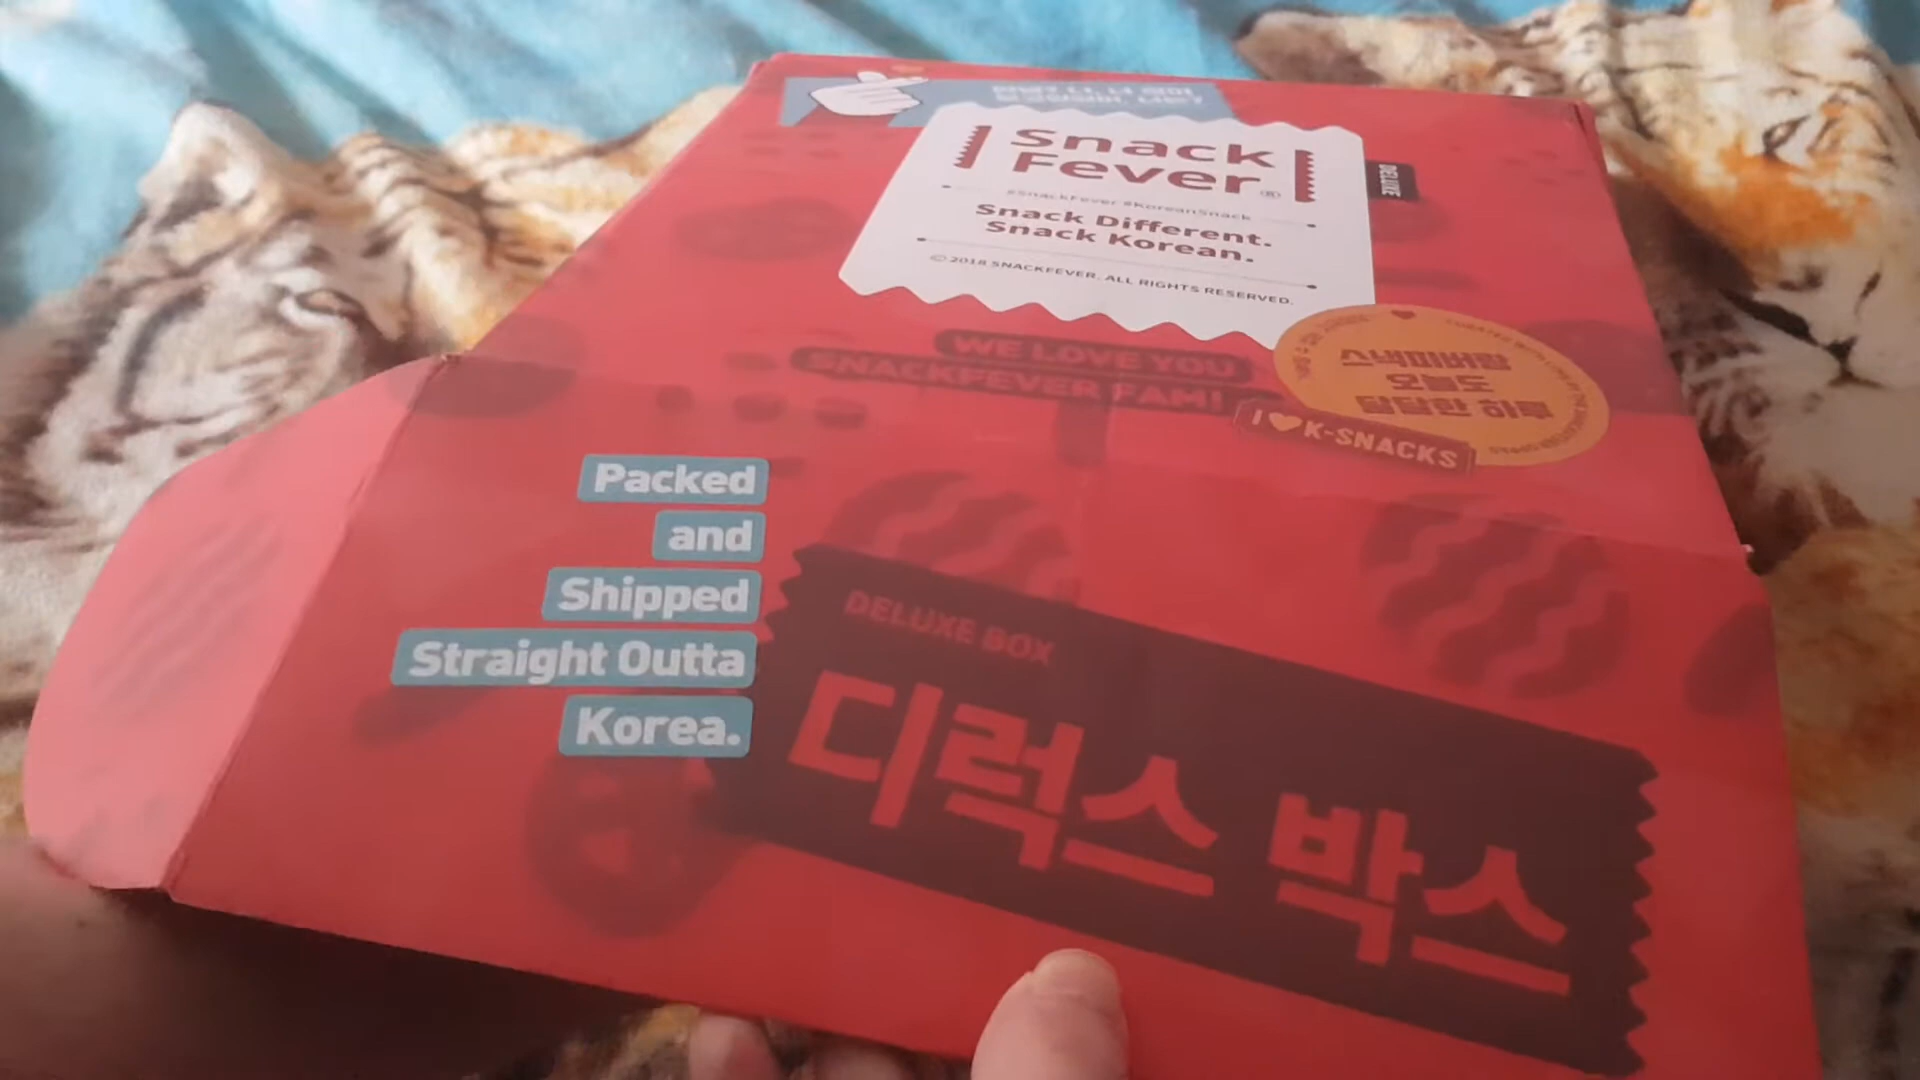 Snack
Fever®
DELUXE
#SnackFever #KoreanSnack
Snack Different.
Snack Korean.
© 2018 SNACKFEVER. ALL RIGHTS RESERVED.
WE LOVE YOU
SNACKFEVER FAM!
스낵피버랑
오늘도
달달한 하루
I ♥ K-SNACKS
Packed
and
Shipped
Straight Outta
Korea.
DELUXE BOX
디럭스 박스